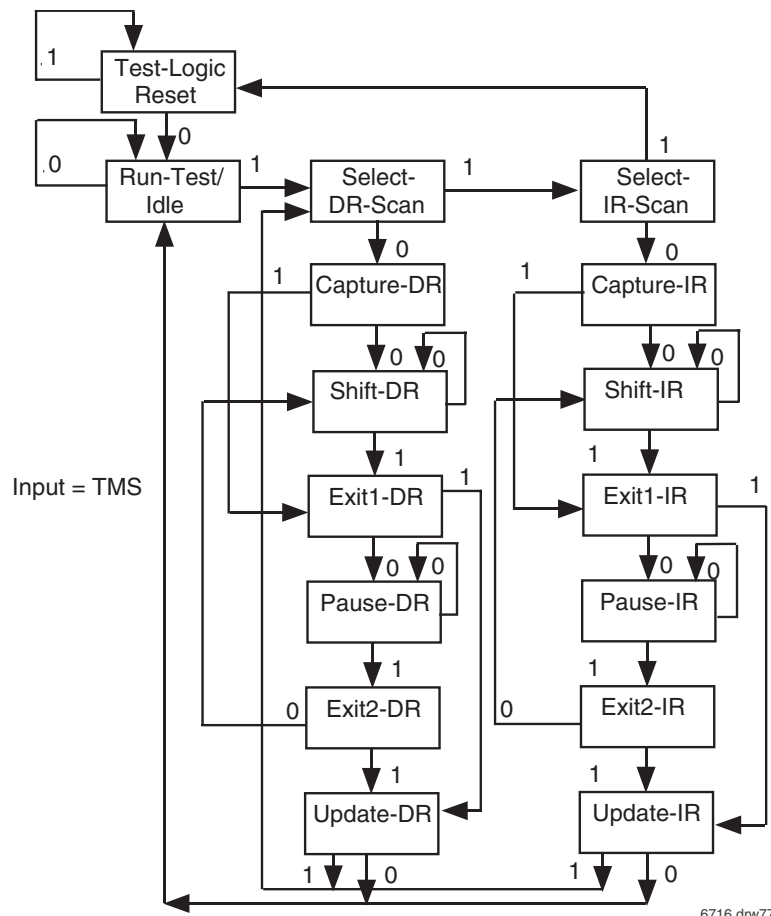 .1
Test-Logic
Reset
0
1
.0
Run-Test/
Idle
1
Select-
DR-Scan
1
Select-
IR-Scan
0
0
1
Capture-DR
1
Capture-IR
0
0
0
0
Shift-DR
Shift-IR
1
1
Input = TMS
Exit1-DR
1
Exit1-IR
1
0
0
0
0
Pause-DR
Pause-IR
1
1
0
Exit2-DR
0
Exit2-IR
1
1
Update-DR
Update-IR
1
0
1
0
6716 drw77